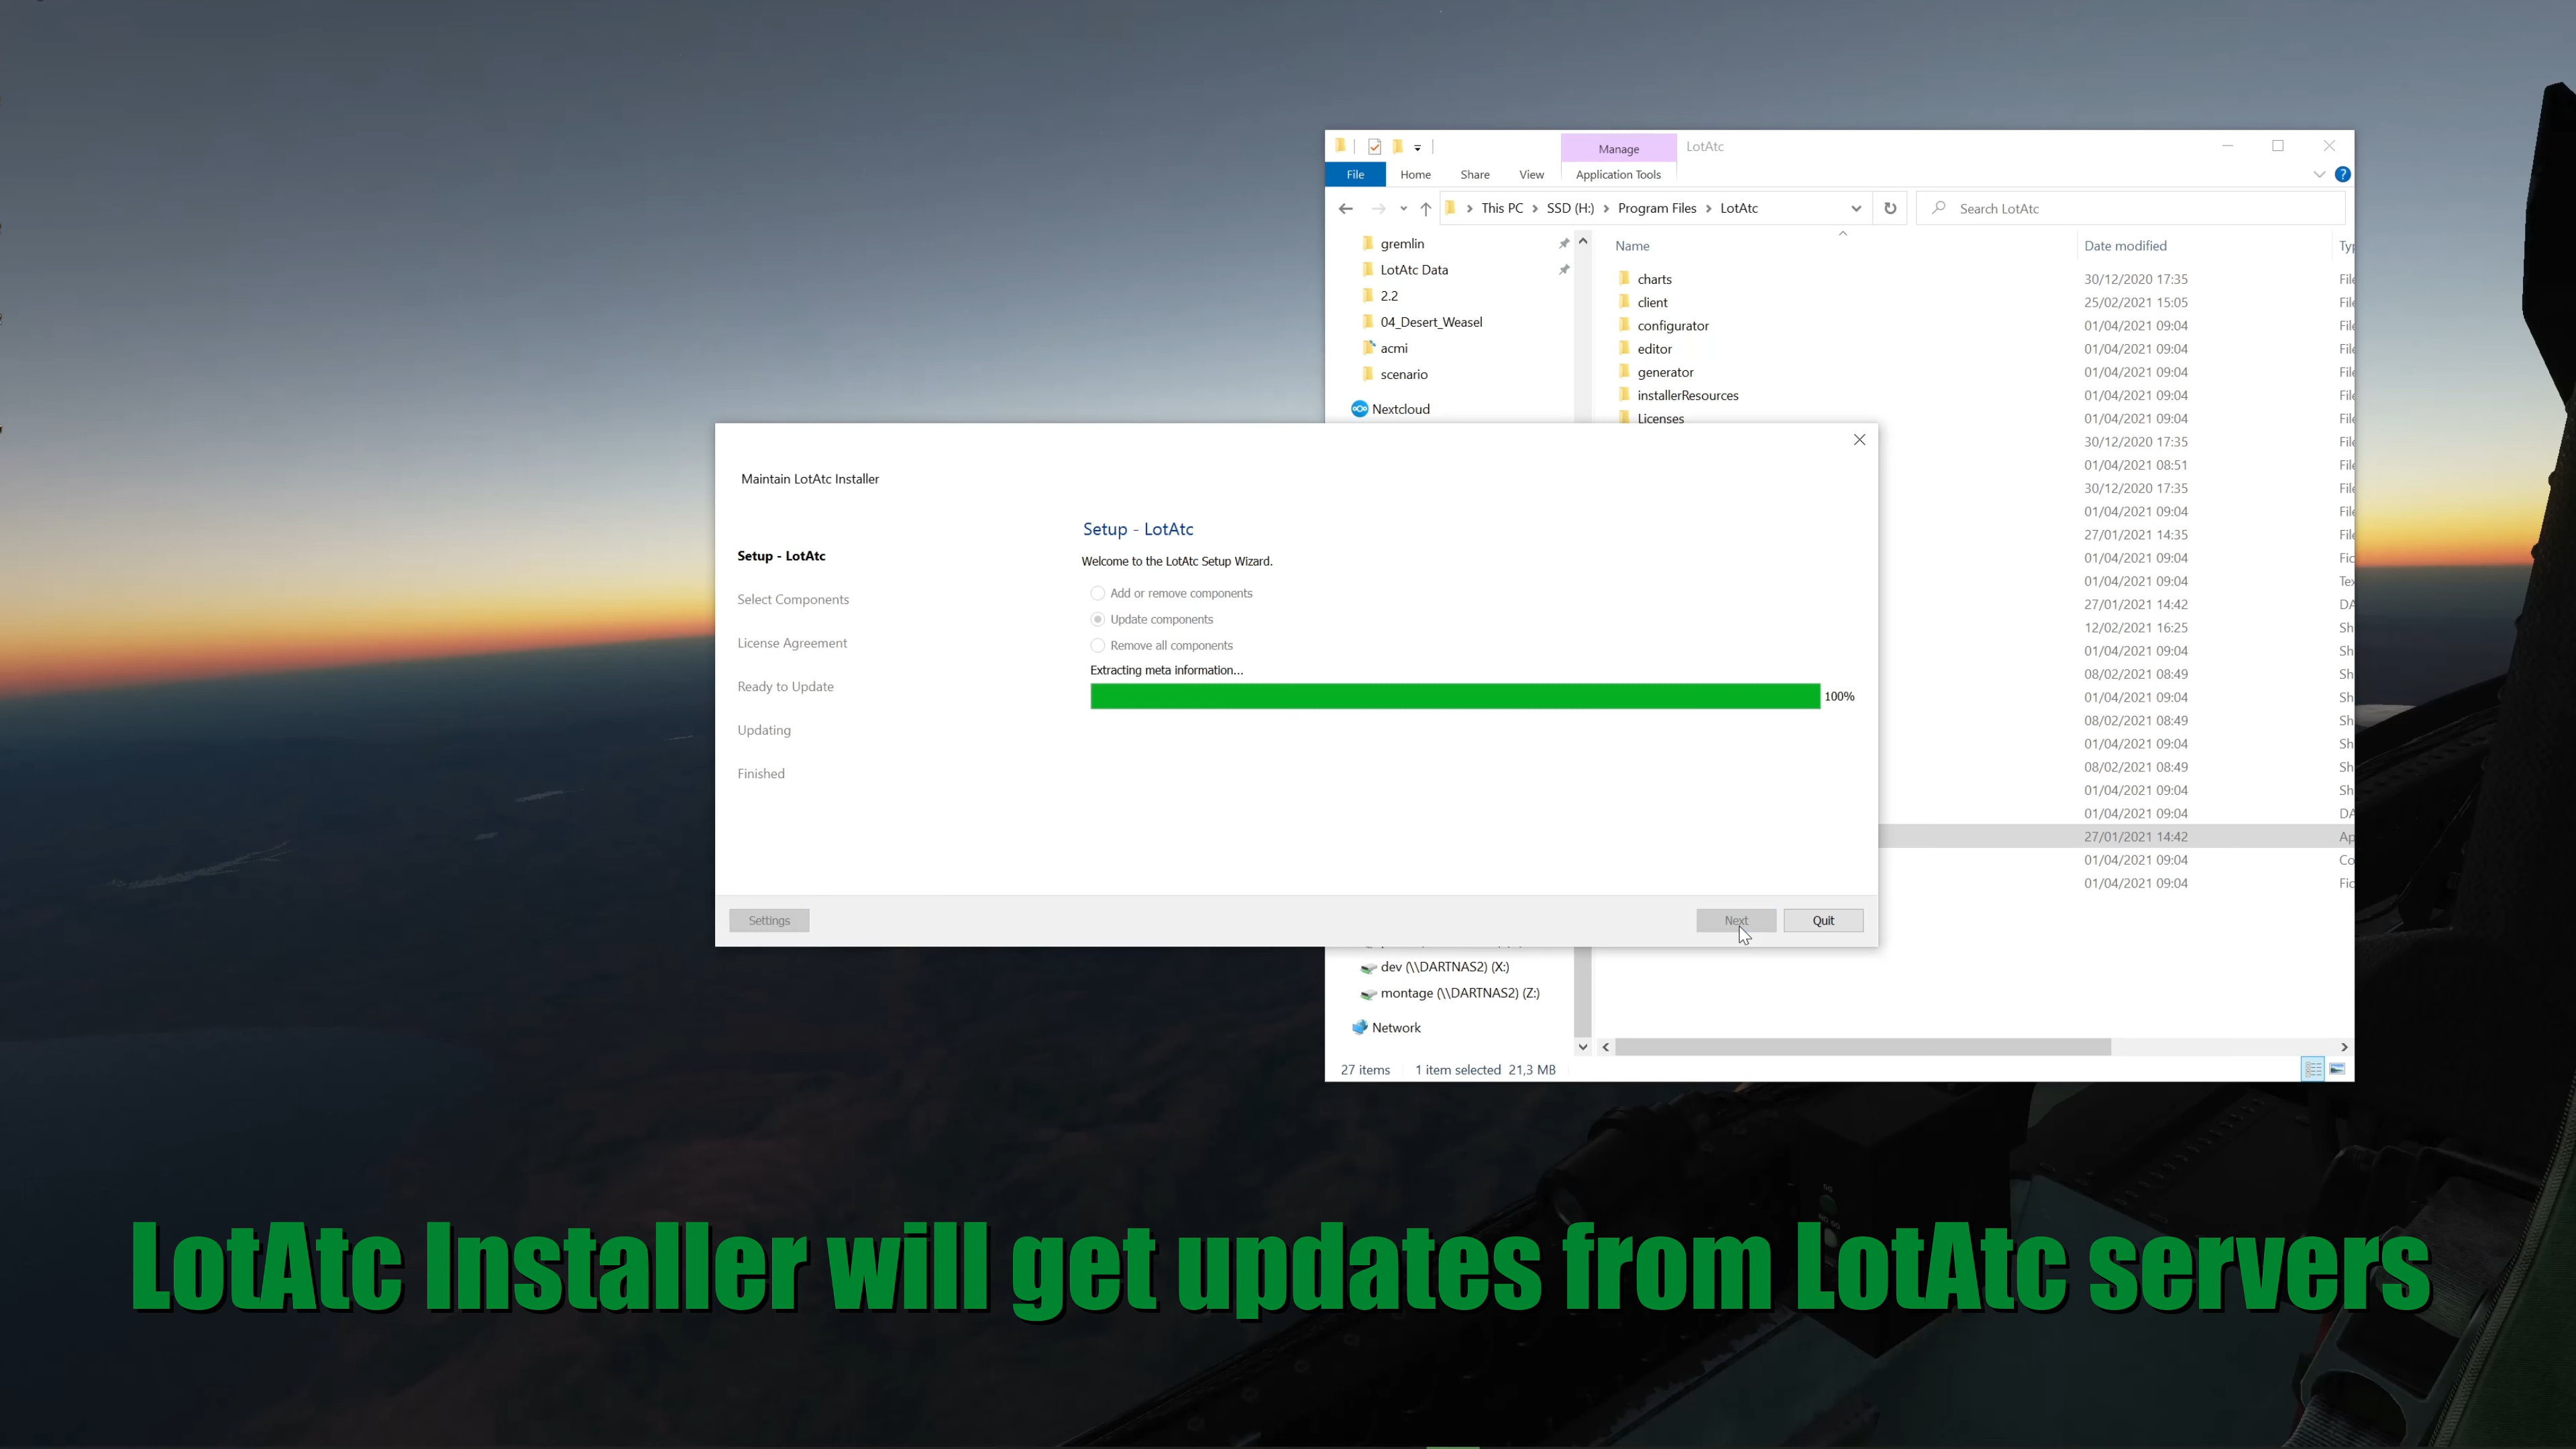 Manage
LotAtc
File
Home
Share
View
Application Tools
This PC
SSD (H:)
Program Files
LotAtc
Search LotAtc
gremlin
LotAtc Data
2.2
04_Desert_Weasel
acmi
scenario
Nextcloud
Name
Date modified
charts
30/12/2020 17:35
client
25/02/2021 15:05
configurator
01/04/2021 09:04
editor
01/04/2021 09:04
generator
01/04/2021 09:04
installerResources
01/04/2021 09:04
Licenses
01/04/2021 09:04
30/12/2020 17:35
01/04/2021 08:51
30/12/2020 17:35
01/04/2021 09:04
27/01/2021 14:35
01/04/2021 09:04
01/04/2021 09:04
27/01/2021 14:42
12/02/2021 16:25
01/04/2021 09:04
08/02/2021 08:49
01/04/2021 09:04
08/02/2021 08:49
01/04/2021 09:04
08/02/2021 08:49
01/04/2021 09:04
01/04/2021 09:04
27/01/2021 14:42
01/04/2021 09:04
01/04/2021 09:04
Maintain LotAtc Installer
Setup - LotAtc
Select Components
License Agreement
Ready to Update
Updating
Finished
Setup - LotAtc
Welcome to the LotAtc Setup Wizard.
Add or remove components
Update components
Remove all components
Extracting meta information...
100%
Settings
Next
Quit
dev (\\DARTNAS2) (X:)
montage (\\DARTNAS2) (Z:)
Network
27 items
1 item selected 21,3 MB
LotAtc Installer will get updates from LotAtc servers